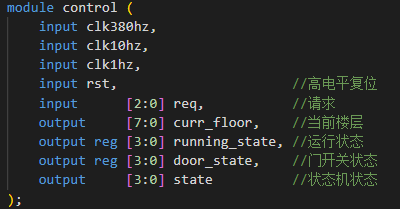 module control (
    input clk380hz,
    input clk10hz,
    input clk1hz,
    input rst,                    //高电平复位
    input      [2:0] req,         //请求
    output     [7:0] curr_floor,  //当前楼层
    output reg [3:0] running_state, //运行状态
    output reg [3:0] door_state,  //门开关状态
    output     [3:0] state        //状态机状态
);